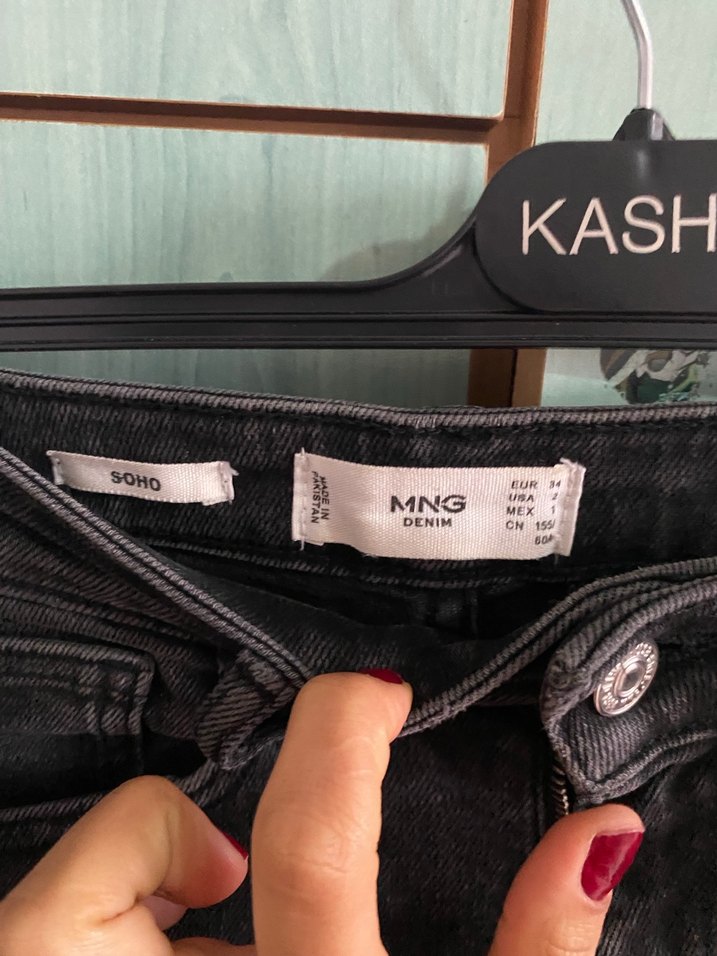 KASH
SOHO
MADE IN
PAKISTAN
MNG
DENIM
EUR 34
USA 2
MEX 1
CN 155/
60A